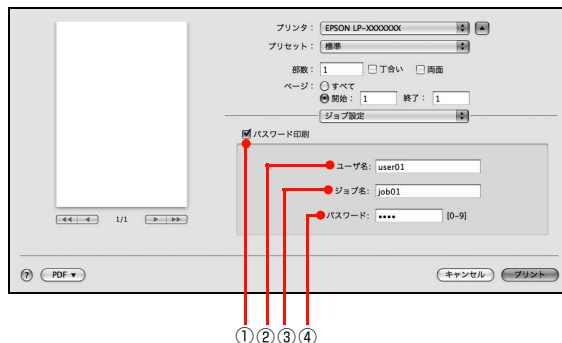 プリンタ： EPSON LP-XXXXXXX
プリセット： 標準
部数： 1 丁合い 両面
ページ： すべて
開始： 1 終了： 1
ジョブ設定
パスワード印刷
ユーザ名: user01
ジョブ名: job01
パスワード: •••• [0-9]
1/1
? PDF ▼ キャンセル プリント
①②③④